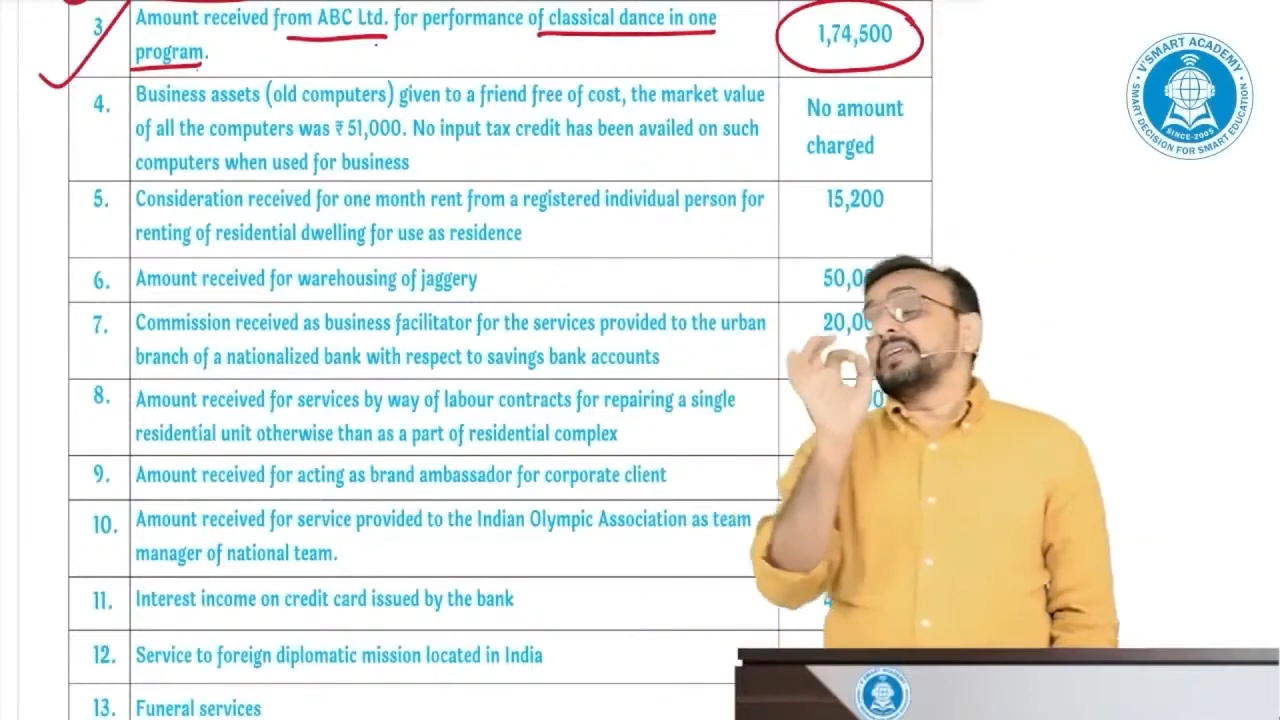 3.
Amount received from ABC Ltd. for performance of classical dance in one
program.
1,74,500
4.
Business assets (old computers) given to a friend free of cost, the market value
of all the computers was ₹ 51,000. No input tax credit has been availed on such
computers when used for business
No amount
charged
5.
Consideration received for one month rent from a registered individual person for
renting of residential dwelling for use as residence
15,200
6.
Amount received for warehousing of jaggery
7.
Commission received as business facilitator for the services provided to the urban
branch of a nationalized bank with respect to savings bank accounts
8.
Amount received for services by way of labour contracts for repairing a single
residential unit otherwise than as a part of residential complex
9.
Amount received for acting as brand ambassador for corporate client
10.
Amount received for service provided to the Indian Olympic Association as team
manager of national team.
11.
Interest income on credit card issued by the bank
12.
Service to foreign diplomatic mission located in India
13.
Funeral services
V'SMART ACADEMY
SINCE-2005
SMART DECISION FOR SMART EDUCATION